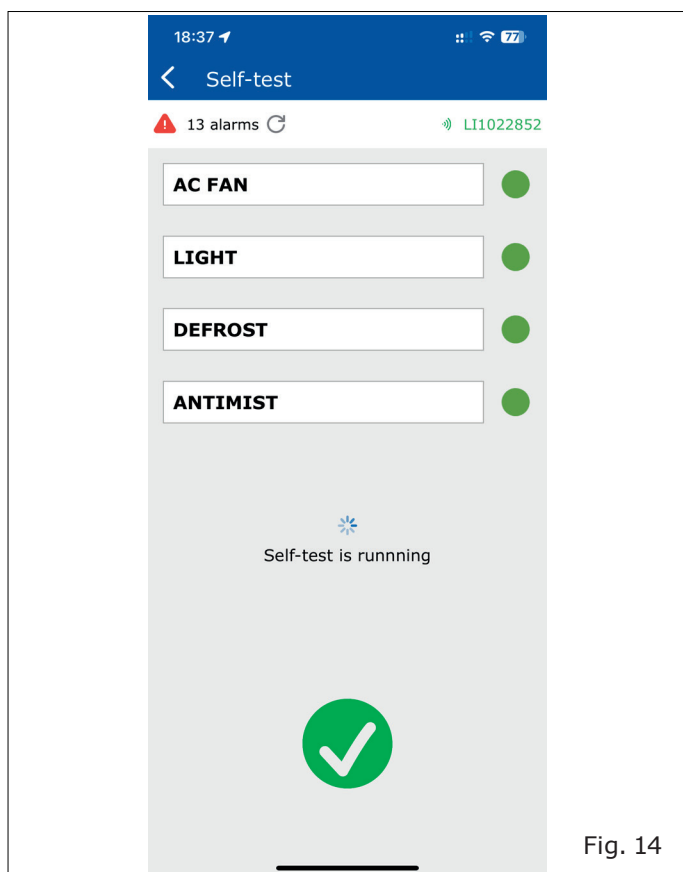 18:37
77
Self-test
13 alarms
LI1022852
AC FAN
LIGHT
DEFROST
ANTIMIST
Self-test is runnning
Fig. 14